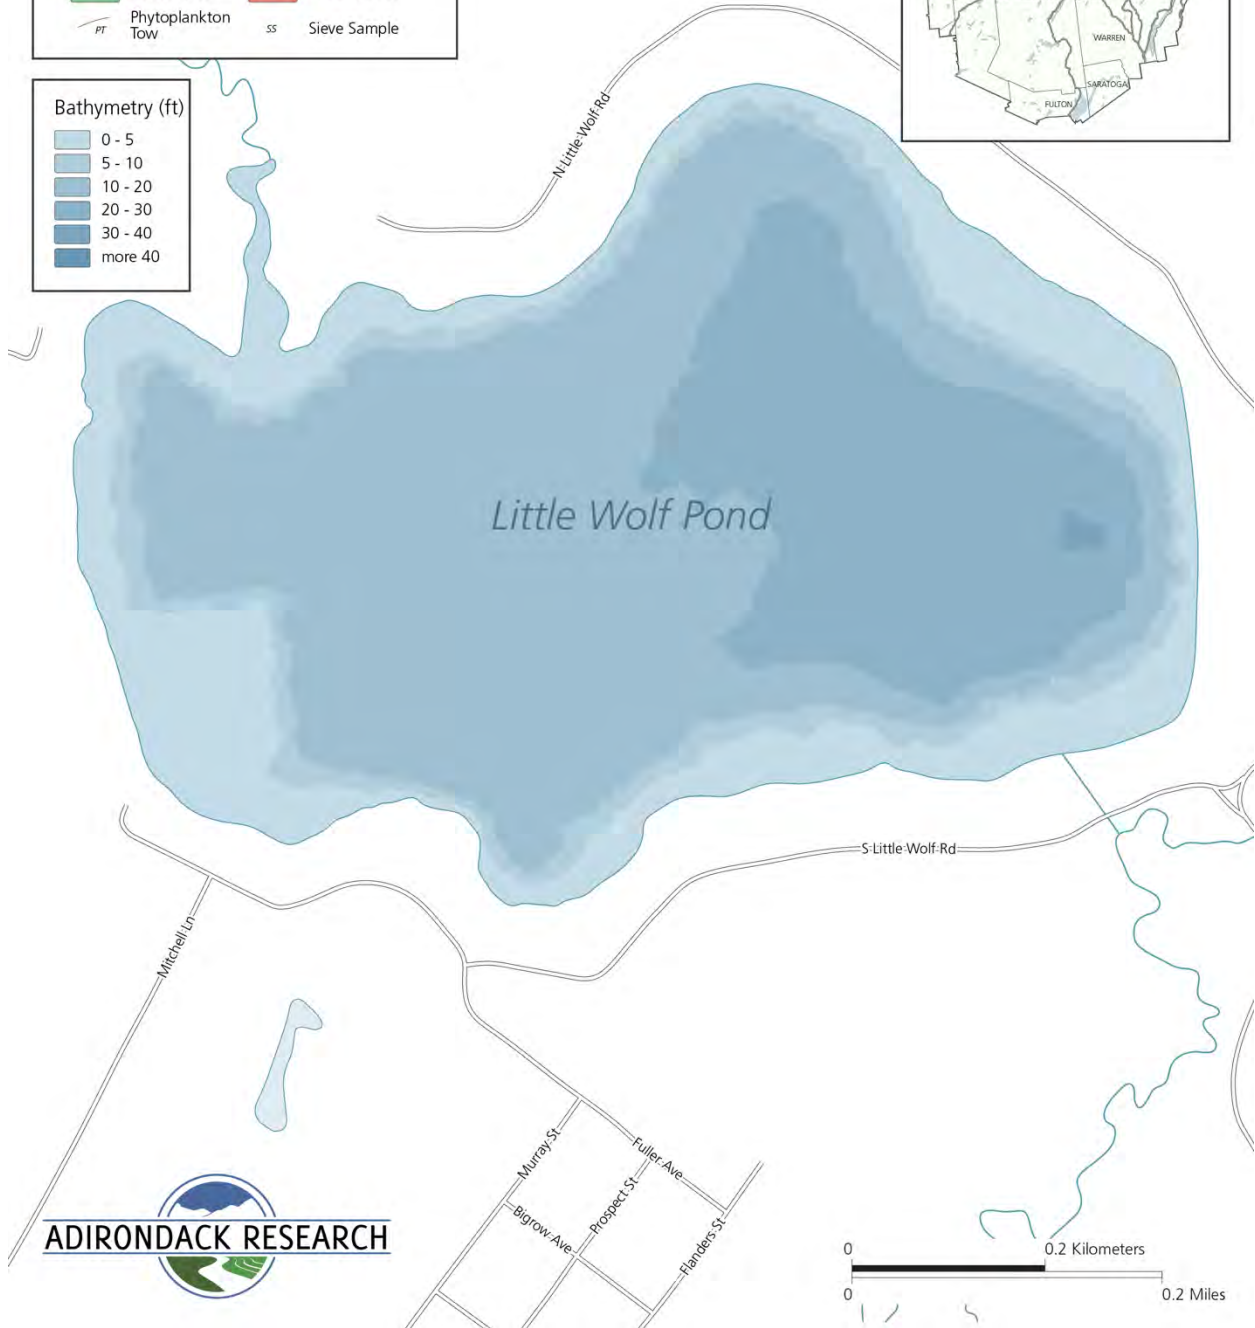 Phytoplankton
PT
Tow
SS
Sieve Sample
WARREN
SARATOGA
FULTON
Bathymetry (ft)
0 - 5
5 - 10
10 - 20
20 - 30
30 - 40
more 40
N Little Wolf Rd
Little Wolf Pond
S Little Wolf Rd
Mitchell Ln
Murray St
Fuller Ave
Prospect St
Bigrow Ave
Flanders St
ADIRONDACK RESEARCH
0
0.2 Kilometers
0
0.2 Miles